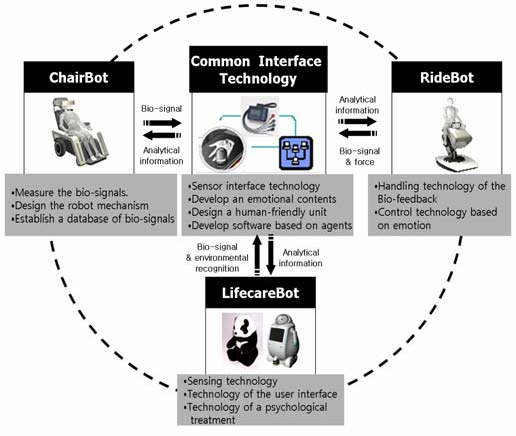 ChairBot
•Measure the bio-signals.
•Design the robot mechanism
•Establish a database of bio-signals
Bio-signal
Analytical
information
Common Interface
Technology
•Sensor interface technology
•Develop an emotional contents
•Design a human-friendly unit
•Develop software based on agents
Analytical
information
Bio-signal
& force
RideBot
•Handling technology of the
Bio-feedback
•Control technology based
on emotion
Bio-signal
& environmental
recognition
Analytical
information
LifecareBot
•Sensing technology
•Technology of the user interface
•Technology of a psychological
treatment